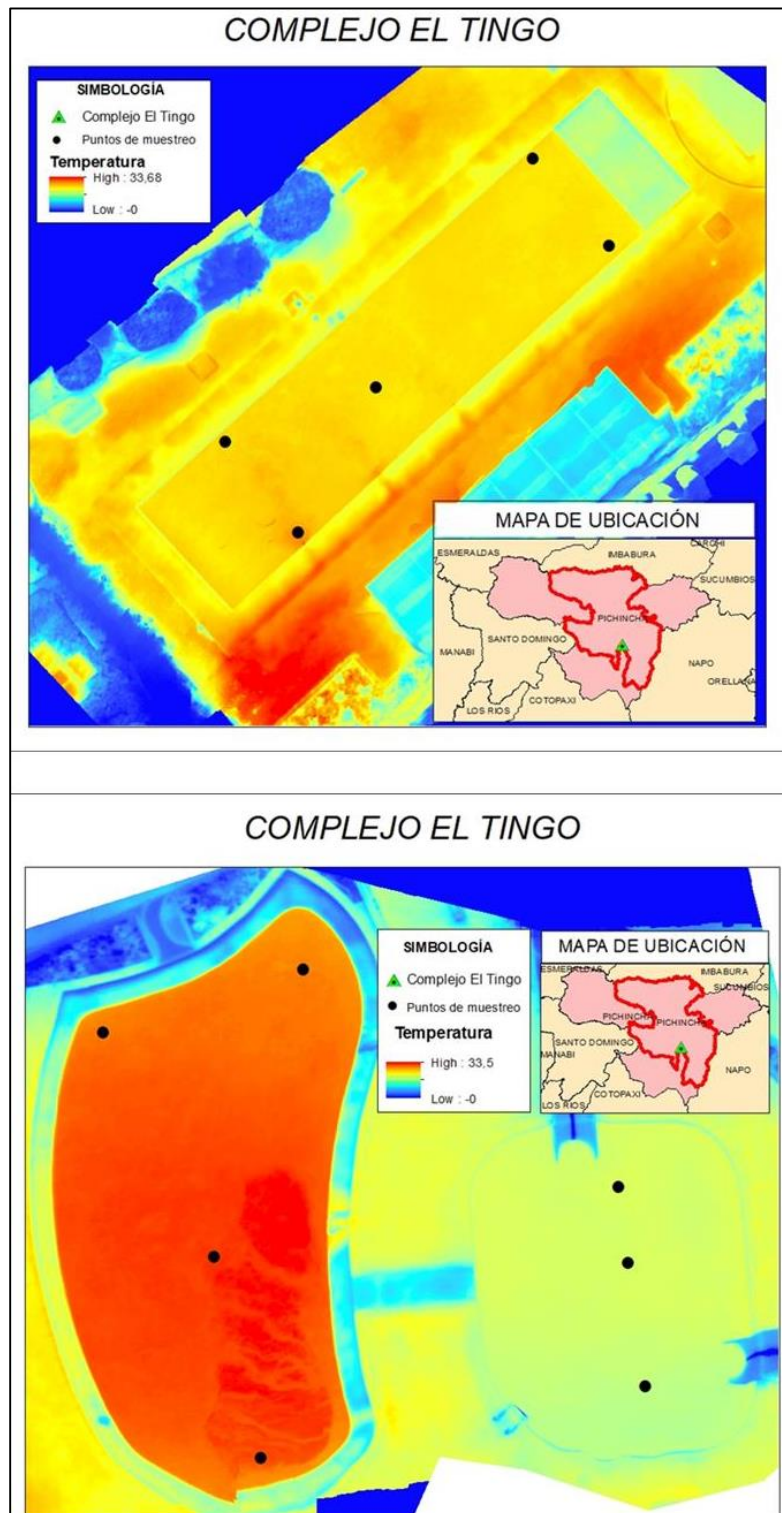 COMPLEJO EL TINGO
SIMBOLOGÍA
Complejo El Tingo
Puntos de muestreo
Temperatura
High : 33,68
Low : -0
MAPA DE UBICACIÓN
CARCHI
ESMERALDAS
IMBABURA
SUCUMBIOS
PICHINCHA
SANTO DOMINGO
MANABI
NAPO
ORELLANA
COTOPAXI
LOS RIOS
COMPLEJO EL TINGO
SIMBOLOGÍA
Complejo El Tingo
Puntos de muestreo
Temperatura
High : 33,5
Low : -0
MAPA DE UBICACIÓN
ESMERALDAS
IMBABURA
SUCUMBIOS
PICHINCHA
PICHINCHA
SANTO DOMINGO
MANABI
NAPO
COTOPAXI
LOS RIOS